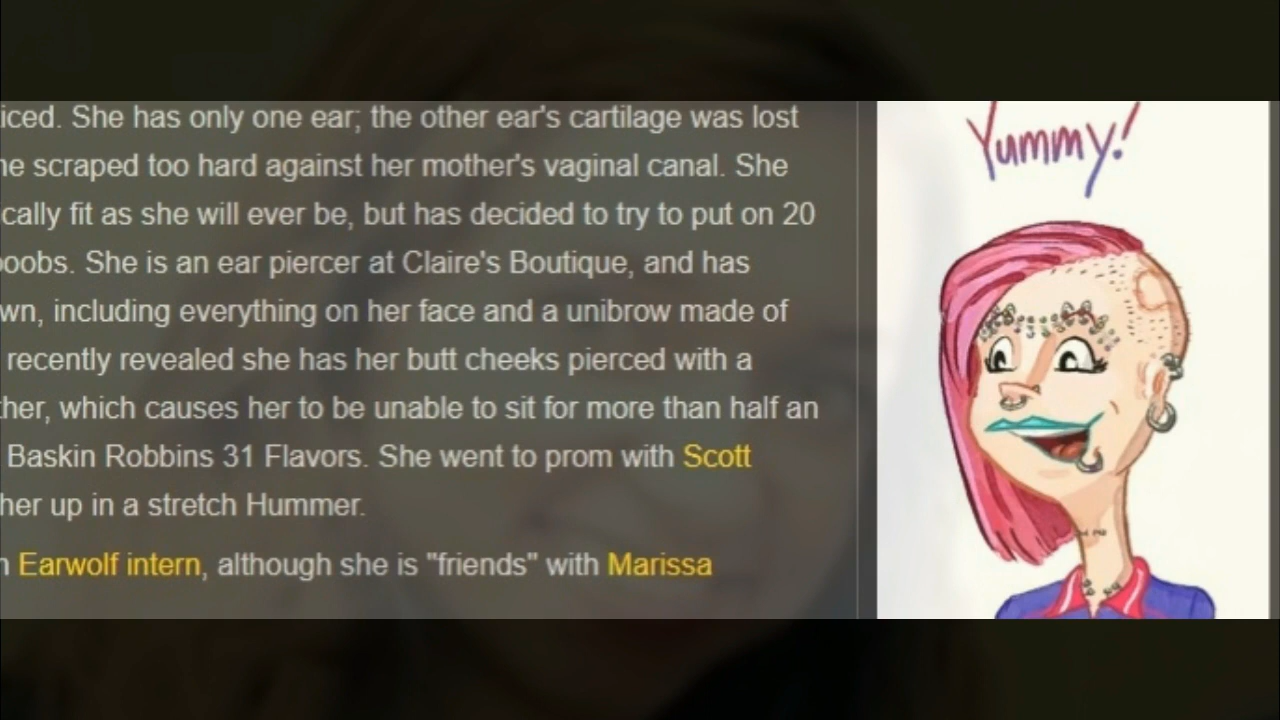 iced. She has only one ear; the other ear's cartilage was lost
he scraped too hard against her mother's vaginal canal. She
cally fit as she will ever be, but has decided to try to put on 20
boobs. She is an ear piercer at Claire's Boutique, and has
wn, including everything on her face and a unibrow made of
recently revealed she has her butt cheeks pierced with a
ther, which causes her to be unable to sit for more than half an
Baskin Robbins 31 Flavors. She went to prom with Scott
her up in a stretch Hummer.
n Earwolf intern, although she is "friends" with Marissa
Yummy!